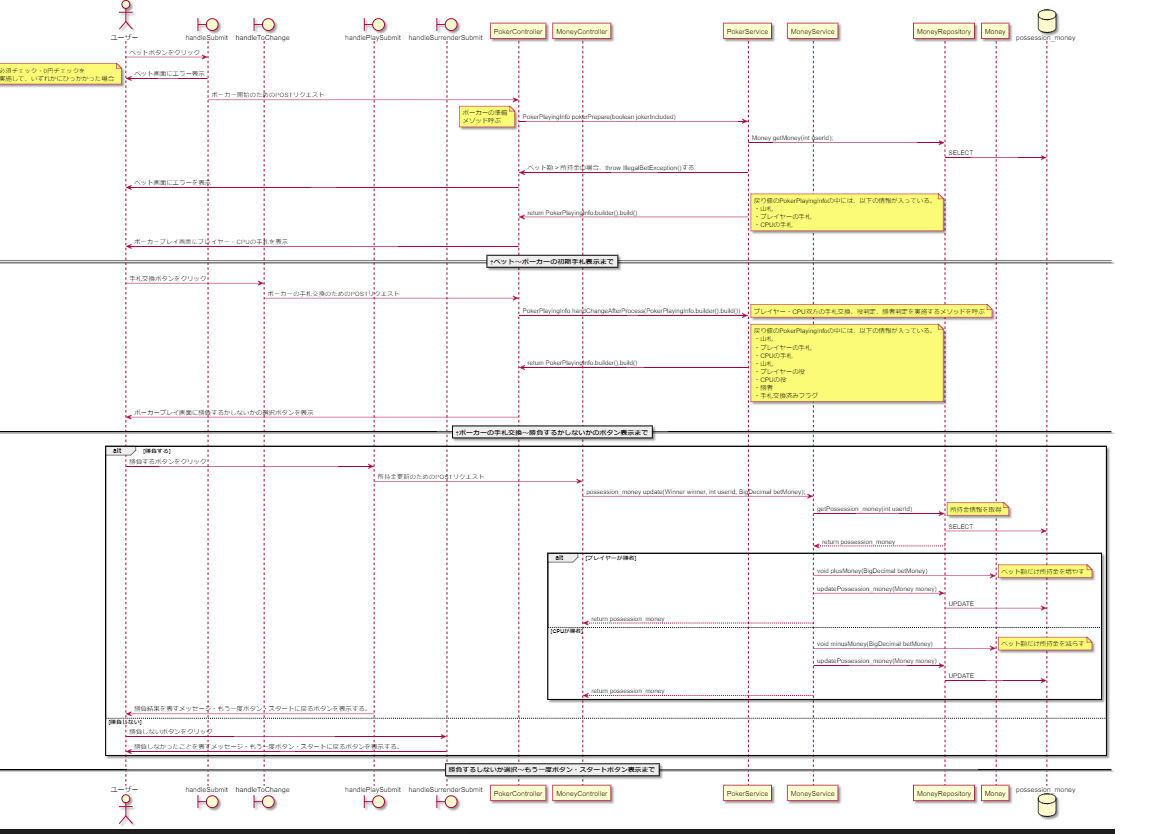 ユーザー
handleSubmit
handleToChange
handlePlaySubmit
handleSurrenderSubmit
PokerController
MoneyController
PokerService
MoneyService
MoneyRepository
Money
possession_money
ベットボタンをクリック
必須チェック・0円チェックを
実施して、いずれかにひっかかった場合
ベット画面にエラー表示
ポーカー開始のためのPOSTリクエスト
ポーカーの準備
メソッド呼ぶ
PokerPlayingInfo pokerPrepare(boolean jokerIncluded)
Money getMoney(int userId);
SELECT
ベット額 > 所持金の場合、throw IllegalBetException()する
ベット画面にエラーを表示
戻り値のPokerPlayingInfoの中には、以下の情報が入っている。
・山札
・プレイヤーの手札
・CPUの手札
return PokerPlayingInfo.builder().build()
ポーカープレイ画面にプレイヤー・CPUの手札を表示
↑ベット～ポーカーの初期手札表示まで
手札交換ボタンをクリック
ポーカーの手札交換のためのPOSTリクエスト
PokerPlayingInfo handChangeAfterProcess(PokerPlayingInfo.builder().build())
プレイヤー・CPU双方の手札交換、役判定、勝者判定を実施するメソッドを呼ぶ
戻り値のPokerPlayingInfoの中には、以下の情報が入っている。
・山札
・プレイヤーの手札
・CPUの手札
・山札
・プレイヤーの役
・CPUの役
・勝者
・手札交換済みフラグ
return PokerPlayingInfo.builder().build()
ポーカープレイ画面に勝負するかしないかの選択ボタンを表示
↑ポーカーの手札交換～勝負するかしないかのボタン表示まで
alt [勝負する]
勝負するボタンをクリック
所持金更新のためのPOSTリクエスト
possession_money update(Winner winner, int userId, BigDecimal betMoney);
getPossession_money(int userId)
所持金情報を取得
SELECT
return possession_money
alt [プレイヤーが勝者]
void plusMoney(BigDecimal betMoney)
ベット額だけ所持金を増やす
updatePossession_money(Money money)
UPDATE
return possession_money
[CPUが勝者]
void minusMoney(BigDecimal betMoney)
ベット額だけ所持金を減らす
updatePossession_money(Money money)
UPDATE
return possession_money
勝負結果を表すメッセージ・もう一度ボタン・スタートに戻るボタンを表示する。
[勝負しない]
勝負しないボタンをクリック
勝負しなかったことを表すメッセージ・もう一度ボタン・スタートに戻るボタンを表示する。
勝負するしないか選択～もう一度ボタン・スタートボタン表示まで
ユーザー
handleSubmit
handleToChange
handlePlaySubmit
handleSurrenderSubmit
PokerController
MoneyController
PokerService
MoneyService
MoneyRepository
Money
possession_money